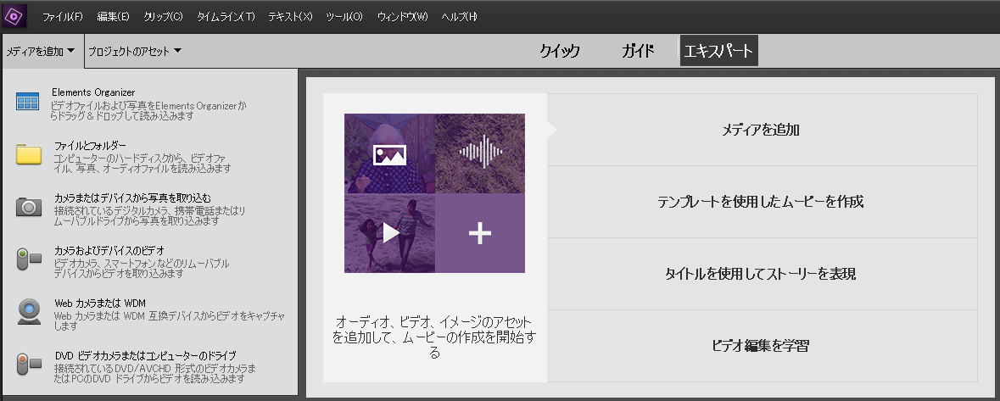 ファイル(F) 編集(E) クリップ(C) タイムライン(T) テキスト(X) ツール(O) ウィンドウ(W) ヘルプ(H)
メディアを追加 プロジェクトのアセット クイック ガイド エキスパート
Elements Organizer
ビデオファイルおよび写真をElements Organizerか
らドラッグ＆ドロップして読み込みます
ファイルとフォルダー
コンピューターのハードディスクから、ビデオファ
イル、写真、オーディオファイルを読み込みます
カメラまたはデバイスから写真を取り込む
接続されているデジタルカメラ、携帯電話またはリ
ムーバブルドライブから写真を取り込みます
カメラおよびデバイスのビデオ
ビデオカメラ、スマートフォンなどのリムーバブル
デバイスからビデオを取り込みます
Web カメラまたは WDM
Web カメラまたは WDM 互換デバイスからビデオをキャプチャ
します
DVD ビデオカメラまたはコンピューターのドライブ
接続されているDVD/AVCHD 形式のビデオカメラま
たはPCのDVD ドライブからビデオを読み込みます
オーディオ、ビデオ、イメージのアセット
を追加して、ムービーの作成を開始す
る
メディアを追加
テンプレートを使用したムービーを作成
タイトルを使用してストーリーを表現
ビデオ編集を学習